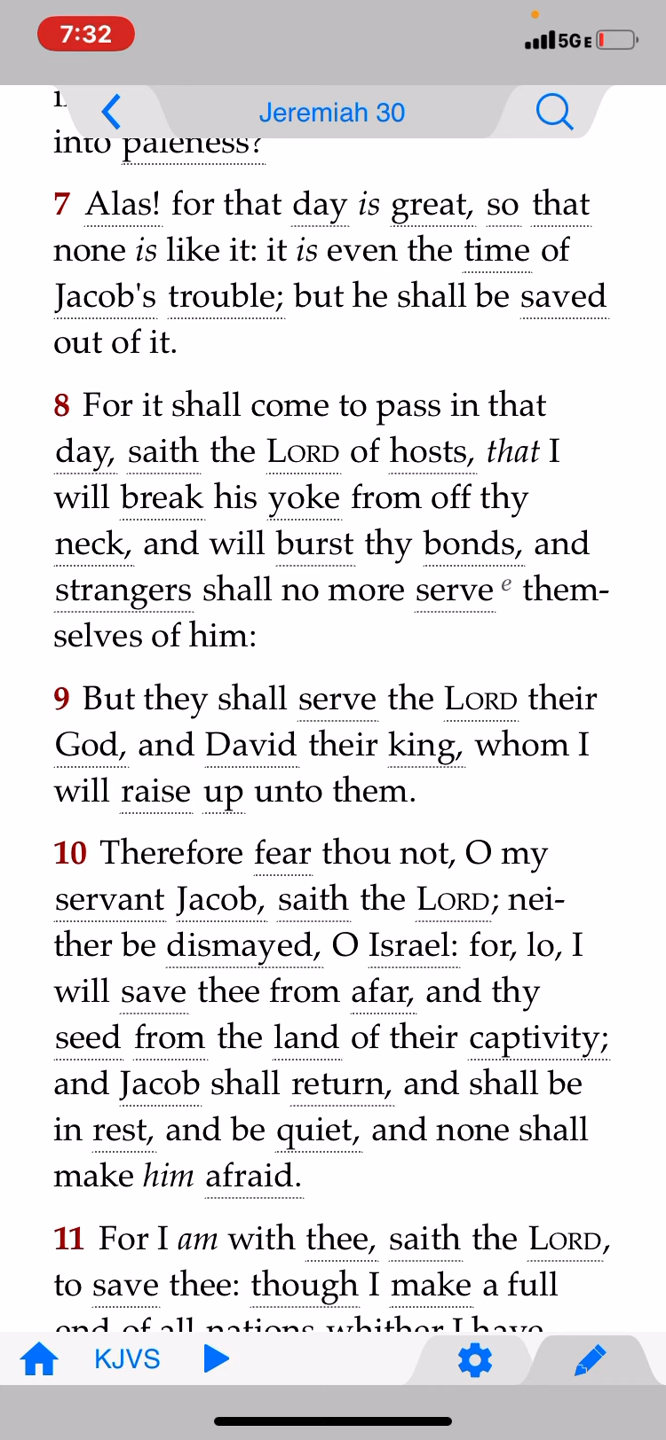 7:32
5GE
Jeremiah 30
into paleness?
7 Alas! for that day is great, so that
none is like it: it is even the time of
Jacob's trouble; but he shall be saved
out of it.
8 For it shall come to pass in that
day, saith the LORD of hosts, that I
will break his yoke from off thy
neck, and will burst thy bonds, and
strangers shall no more serve e them-
selves of him:
9 But they shall serve the LORD their
God, and David their king, whom I
will raise up unto them.
10 Therefore fear thou not, O my
servant Jacob, saith the LORD; nei-
ther be dismayed, O Israel: for, lo, I
will save thee from afar, and thy
seed from the land of their captivity;
and Jacob shall return, and shall be
in rest, and be quiet, and none shall
make him afraid.
11 For I am with thee, saith the LORD,
to save thee: though I make a full
end of all nations whither I have
KJVS